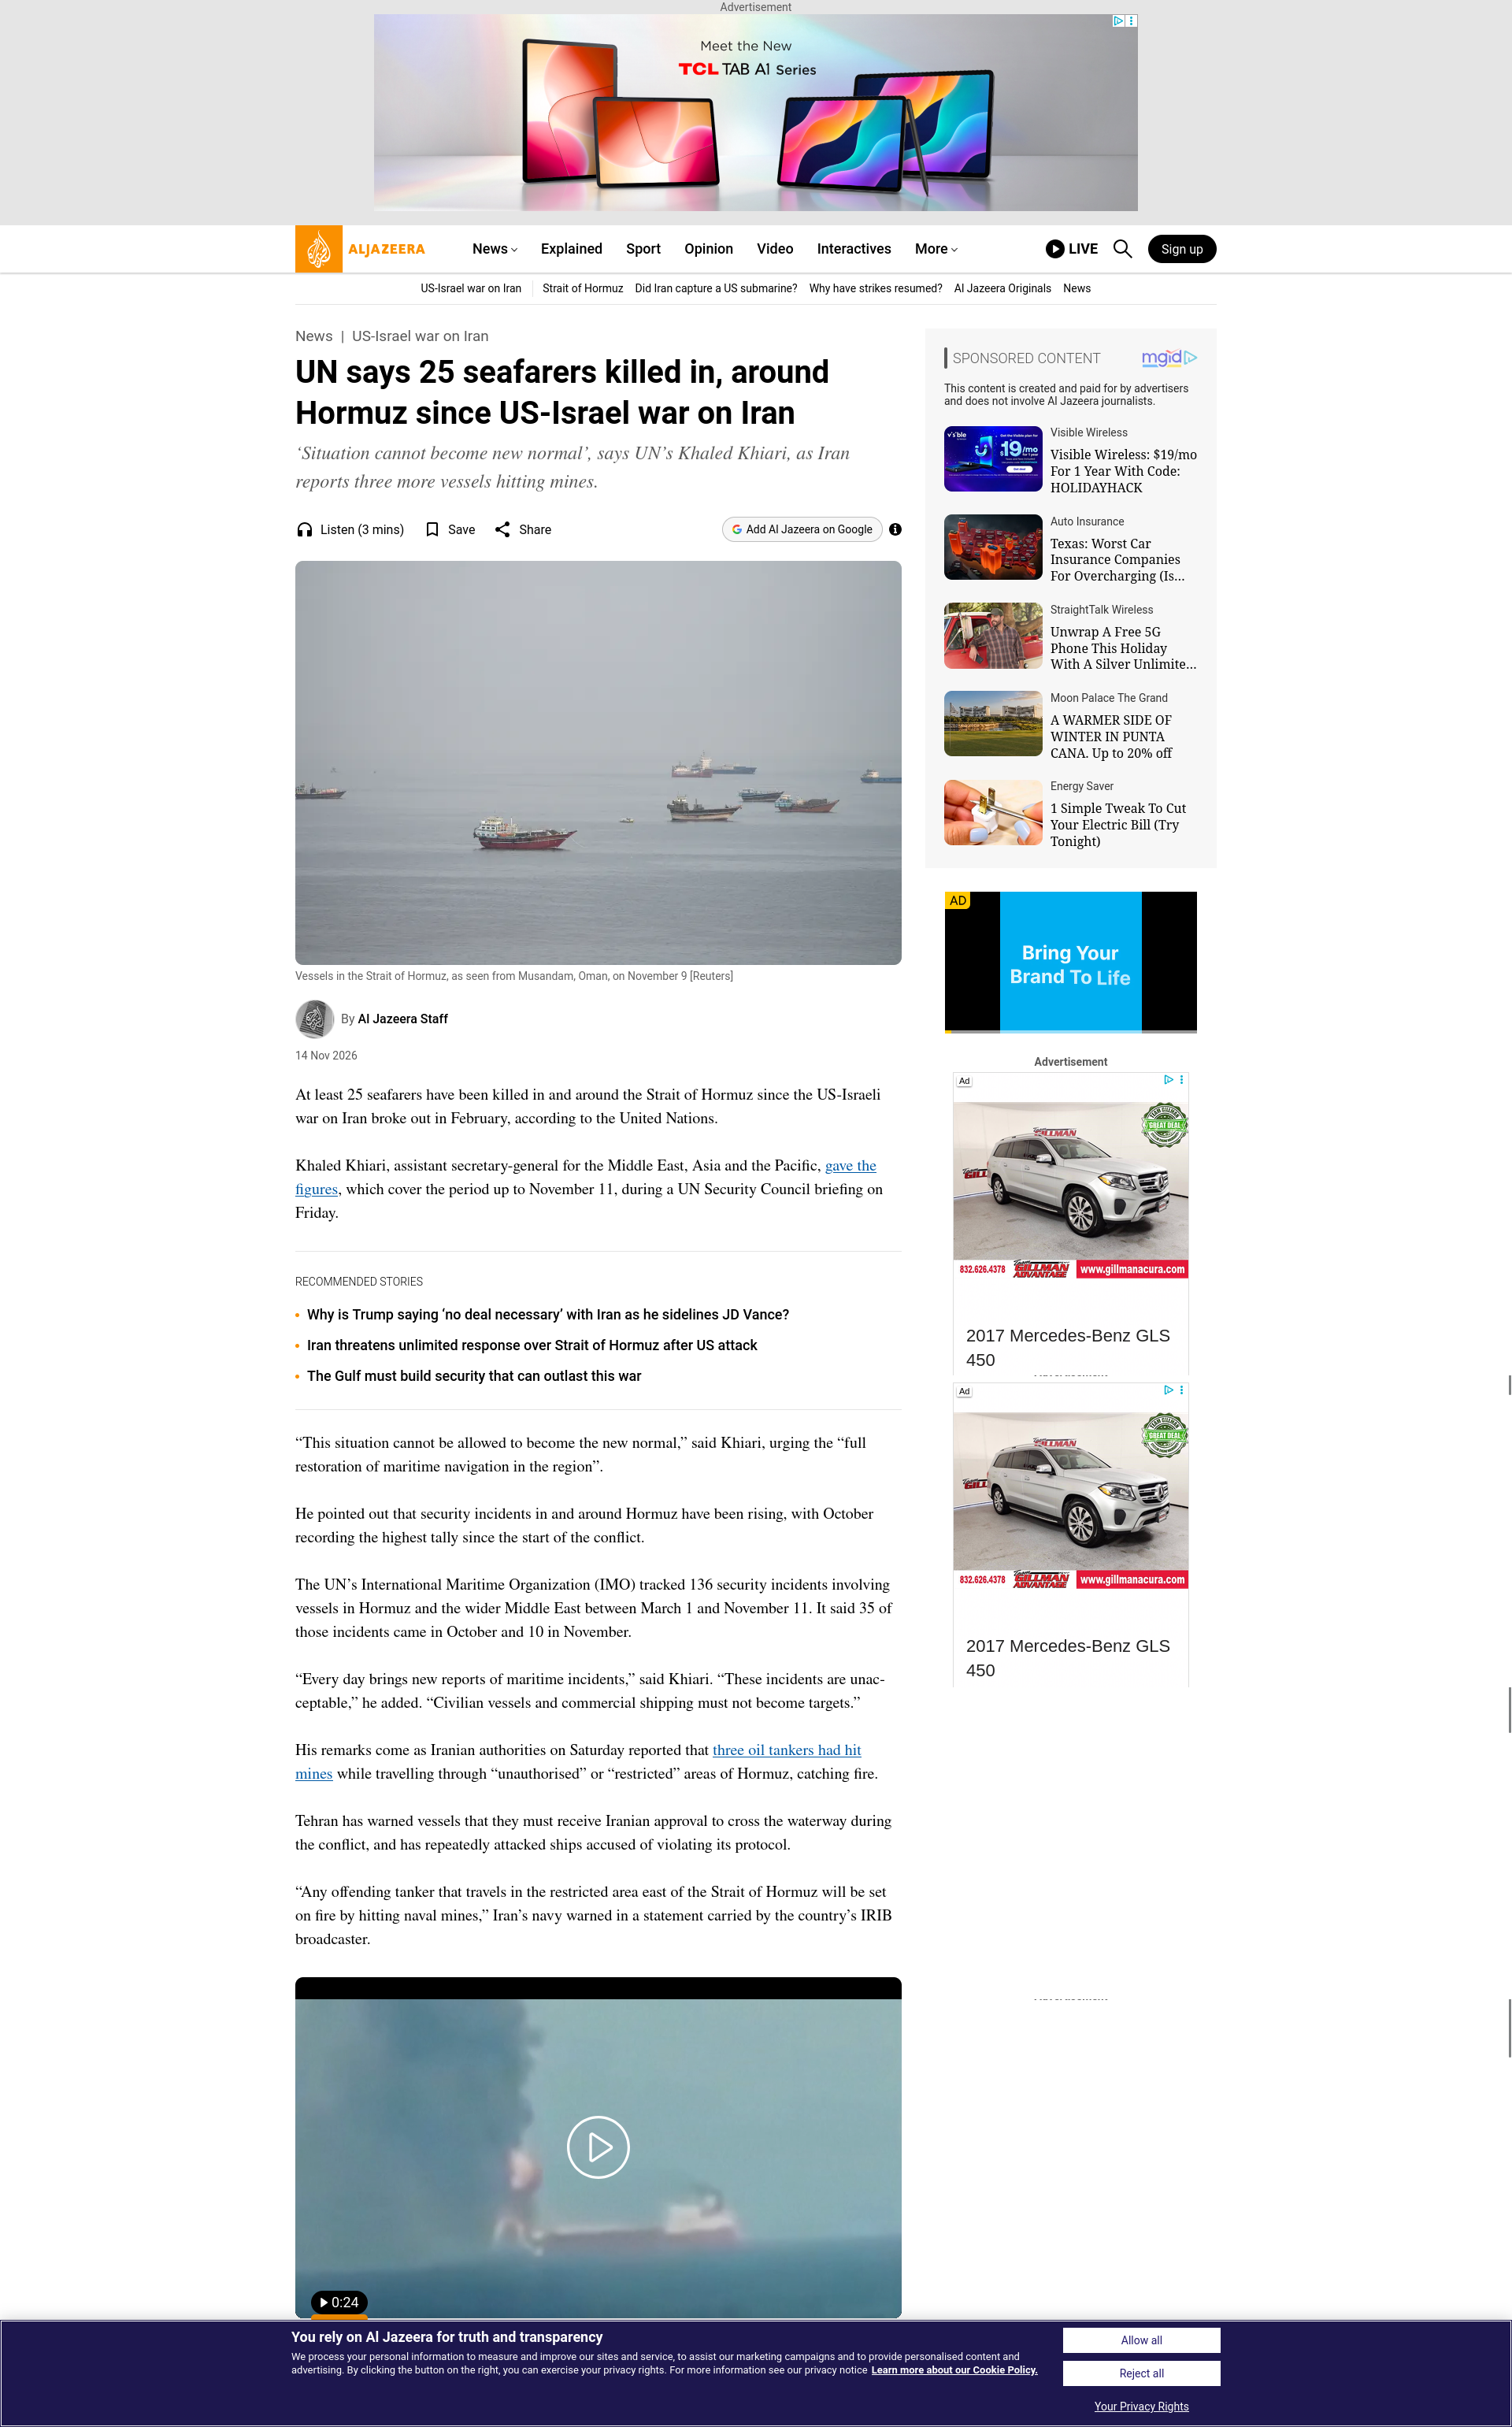 Advertisement
Meet the New
TCL TAB A1 Series
ALJAZEERA
News
Explained
Sport
Opinion
Video
Interactives
More
LIVE
Sign up
US-Israel war on Iran
Strait of Hormuz
Did Iran capture a US submarine?
Why have strikes resumed?
Al Jazeera Originals
News
News | US-Israel war on Iran
UN says 25 seafarers killed in, around
Hormuz since US-Israel war on Iran
‘Situation cannot become new normal’, says UN’s Khaled Khiari, as Iran
reports three more vessels hitting mines.
Listen (3 mins)
Save
Share
Add Al Jazeera on Google
Vessels in the Strait of Hormuz, as seen from Musandam, Oman, on November 9 [Reuters]
By Al Jazeera Staff
14 Nov 2026
At least 25 seafarers have been killed in and around the Strait of Hormuz since the US-Israeli
war on Iran broke out in February, according to the United Nations.
Khaled Khiari, assistant secretary-general for the Middle East, Asia and the Pacific, gave the
figures, which cover the period up to November 11, during a UN Security Council briefing on
Friday.
RECOMMENDED STORIES
Why is Trump saying ‘no deal necessary’ with Iran as he sidelines JD Vance?
Iran threatens unlimited response over Strait of Hormuz after US attack
The Gulf must build security that can outlast this war
“This situation cannot be allowed to become the new normal,” said Khiari, urging the “full
restoration of maritime navigation in the region”.
He pointed out that security incidents in and around Hormuz have been rising, with October
recording the highest tally since the start of the conflict.
The UN’s International Maritime Organization (IMO) tracked 136 security incidents involving
vessels in Hormuz and the wider Middle East between March 1 and November 11. It said 35 of
those incidents came in October and 10 in November.
“Every day brings new reports of maritime incidents,” said Khiari. “These incidents are unac-
ceptable,” he added. “Civilian vessels and commercial shipping must not become targets.”
His remarks come as Iranian authorities on Saturday reported that three oil tankers had hit
mines while travelling through “unauthorised” or “restricted” areas of Hormuz, catching fire.
Tehran has warned vessels that they must receive Iranian approval to cross the waterway during
the conflict, and has repeatedly attacked ships accused of violating its protocol.
“Any offending tanker that travels in the restricted area east of the Strait of Hormuz will be set
on fire by hitting naval mines,” Iran’s navy warned in a statement carried by the country’s IRIB
broadcaster.
0:24
SPONSORED CONTENT
mgid
This content is created and paid for by advertisers
and does not involve Al Jazeera journalists.
Visible Wireless
Visible Wireless: $19/mo
For 1 Year With Code:
HOLIDAYHACK
$19/mo
Auto Insurance
Texas: Worst Car
Insurance Companies
For Overcharging (Is…
StraightTalk Wireless
Unwrap A Free 5G
Phone This Holiday
With A Silver Unlimite…
Moon Palace The Grand
A WARMER SIDE OF
WINTER IN PUNTA
CANA. Up to 20% off
Energy Saver
1 Simple Tweak To Cut
Your Electric Bill (Try
Tonight)
AD
Bring Your
Brand To Life
Advertisement
Ad
GREAT DEAL
832.626.4378
GILLMAN
ADVANTAGE
www.gillmanacura.com
2017 Mercedes-Benz GLS
450
Ad
GREAT DEAL
832.626.4378
GILLMAN
ADVANTAGE
www.gillmanacura.com
2017 Mercedes-Benz GLS
450
You rely on Al Jazeera for truth and transparency
We process your personal information to measure and improve our sites and service, to assist our marketing campaigns and to provide personalised content and
advertising. By clicking the button on the right, you can exercise your privacy rights. For more information see our privacy notice Learn more about our Cookie Policy.
Allow all
Reject all
Your Privacy Rights